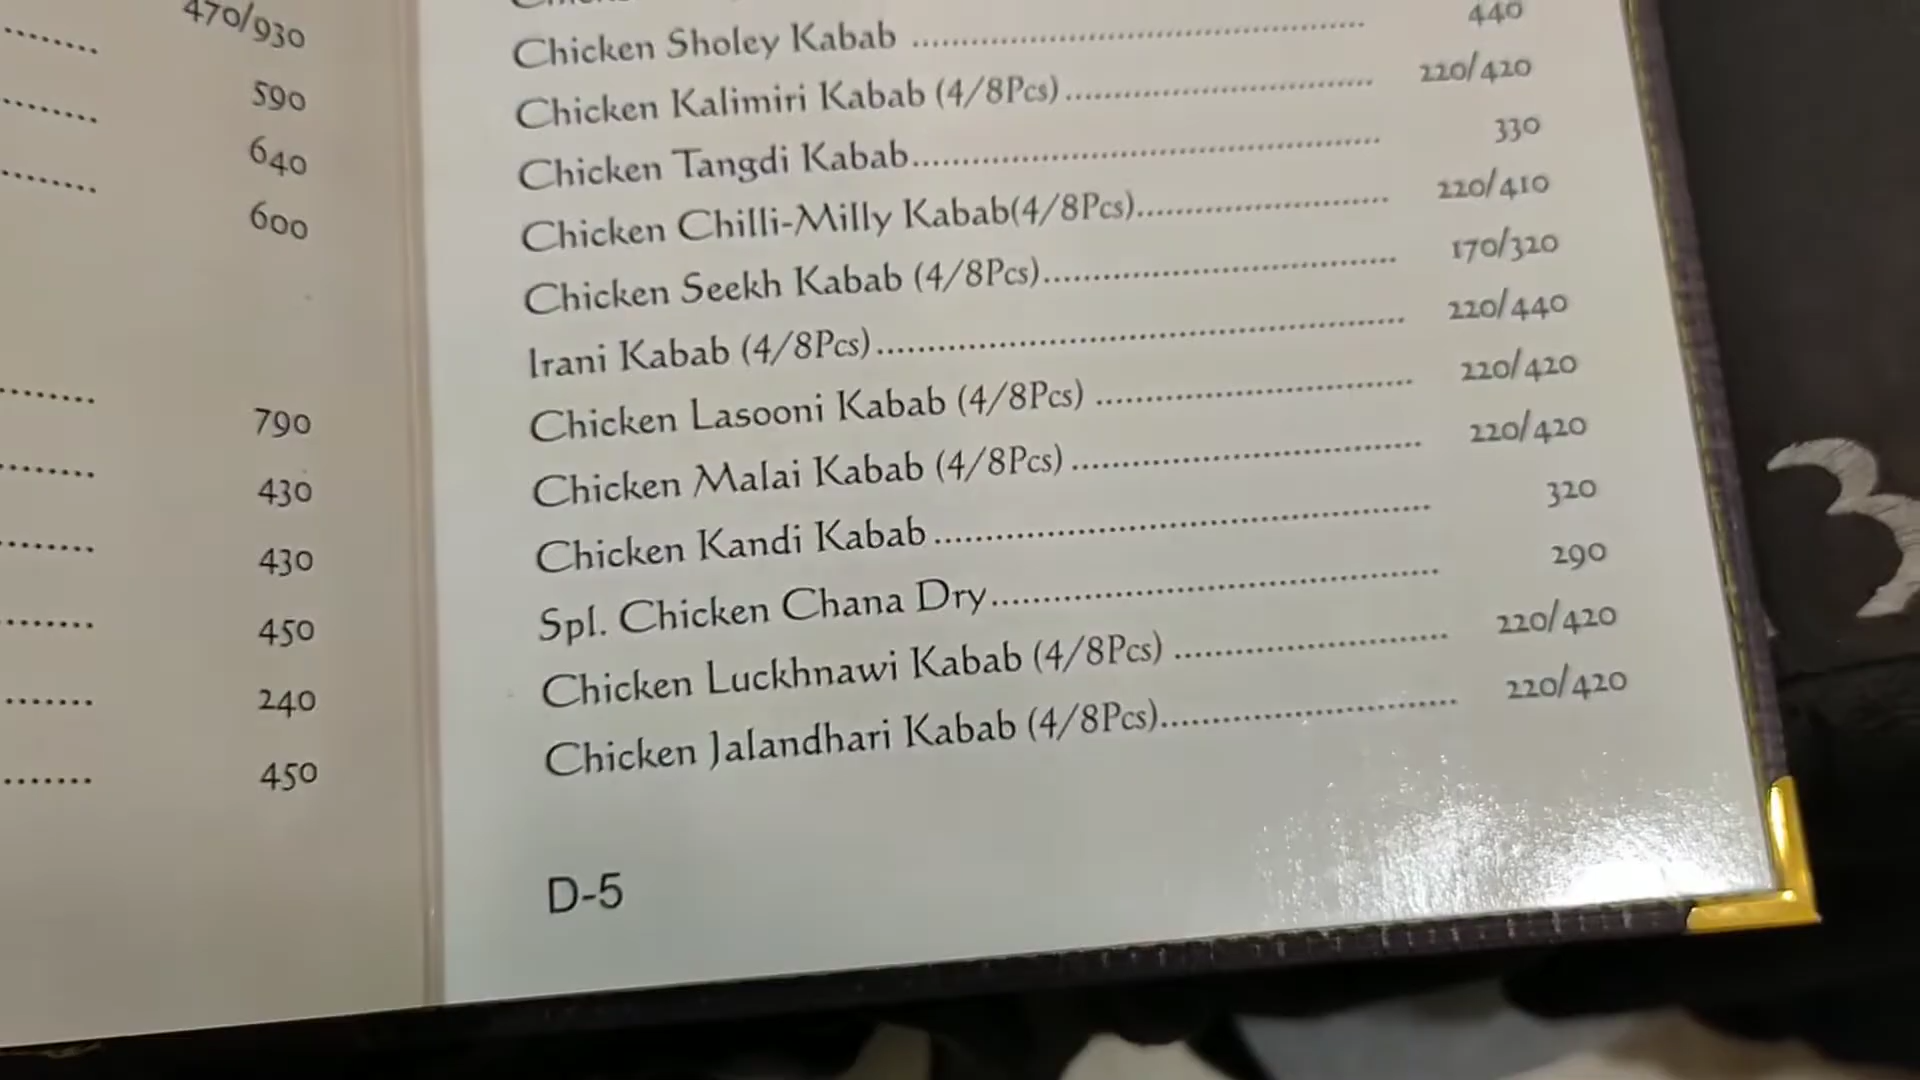 470/930
590
640
600
790
430
430
450
240
450
Chicken Sholey Kabab ........ 440
Chicken Kalimiri Kabab (4/8Pcs) ........ 220/420
Chicken Tangdi Kabab ........ 330
Chicken Chilli-Milly Kabab(4/8Pcs) ........ 220/410
Chicken Seekh Kabab (4/8Pcs) ........ 170/320
Irani Kabab (4/8Pcs) ........ 220/440
Chicken Lasooni Kabab (4/8Pcs) ........ 220/420
Chicken Malai Kabab (4/8Pcs) ........ 220/420
Chicken Kandi Kabab ........ 320
Spl. Chicken Chana Dry ........ 290
Chicken Luckhnawi Kabab (4/8Pcs) ........ 220/420
Chicken Jalandhari Kabab (4/8Pcs) ........ 220/420
D-5